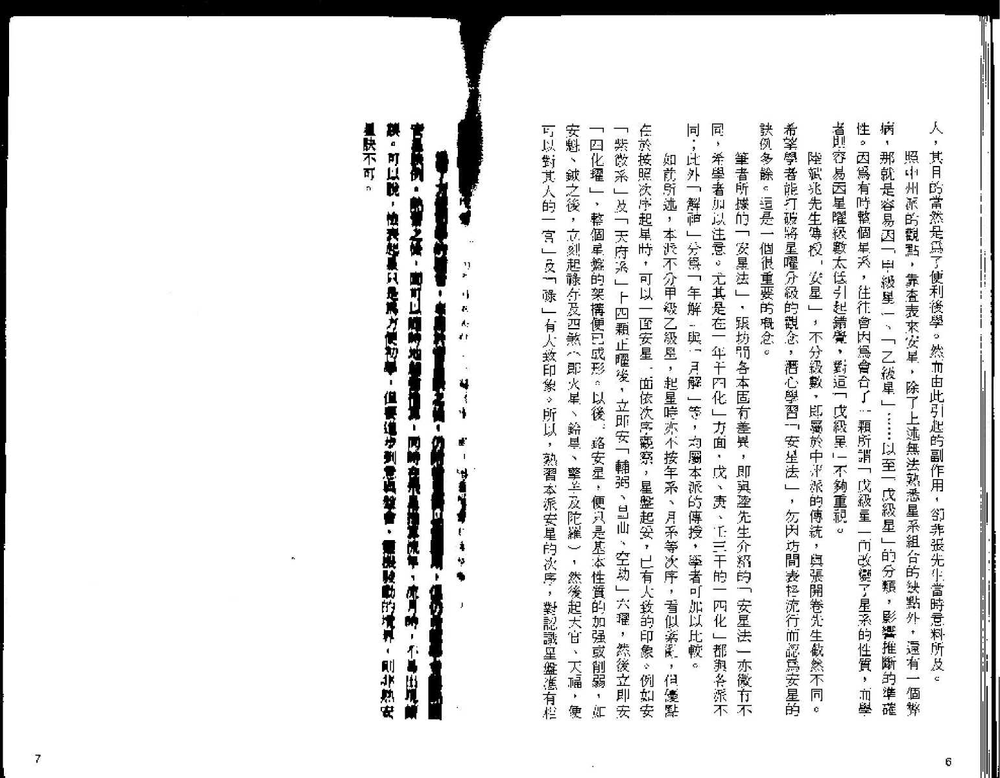 人，其目的當然是爲了便利後學。然而由此引起的副作用，卻非張先生當時意料所及。
照中州派的觀點，靠查表來安星，除了上述無法熟悉星系組合的缺點外，還有一個弊
病，那就是容易因「甲級星」、「乙級星」……以至「戊級星」的分類，影響推斷的準確
性。因爲有時整個星系，往往會因爲會合了一顆所謂「戊級星」而改變了星系的性質，而學
者則容易因星曜級數太低引起錯覺，對這「戊級星」不夠重視。
陸斌兆先生傳授「安星」，不分級數，即屬於中州派的傳統，與張開卷先生截然不同。
希望學者能打破將星曜分級的觀念，潛心學習「安星法」，勿因坊間表格流行而認爲安星的
訣例多餘。這是一個很重要的概念。
筆者所據的「安星法」，跟坊間各本固有差異，即與陸先生介紹的「安星法」亦微有不
同，希學者加以注意。尤其是在「年干四化」方面，戊、庚、壬三干的「四化」都與各派不
同；此外「解神」分爲「年解」與「月解」等，均屬本派的傳授，學者可加以比較。
如前所述，本派不分甲級乙級星，起星時亦不按年系、月系等次序，看似紊亂，但優點
在於按照次序起星時，可以一面安星一面依次序觀察，星盤起妥，已有大致的印象。例如安
「紫微系」及「天府系」十四顆正曜後，立即安「輔弼、昌曲、空劫」六曜，然後立即安
「四化曜」，整個星盤的架構便已成形。以後一路安星，便只是基本性質的加强或削弱，如
安魁、鉞之後，立刻起祿存及四煞（即火星、鈴星、擎羊及陀羅），然後起天官、天福，便
可以對其人的「官」及「祿」有大致印象。所以，熟習本派安星的次序，對認識星盤應有裨
安星訣例。熟習之後，
誤。可以說，檢表起星只是爲方便初學，但要進步到意與盤會，靈機觸動的境界，則非熟安
星訣不可。
6
7